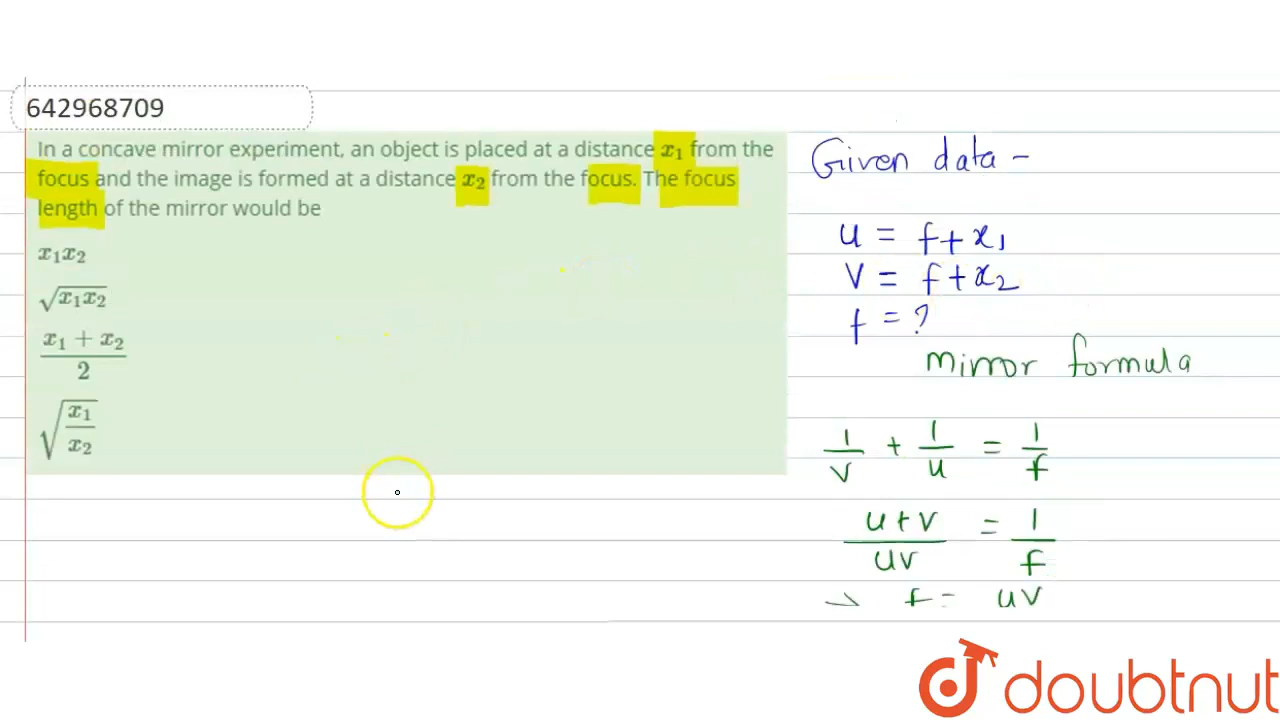 642968709
In a concave mirror experiment, an object is placed at a distance x₁ from the
focus and the image is formed at a distance x₂ from the focus. The focus
length of the mirror would be
x₁x₂
√(x₁x₂)
(x₁ + x₂)/2
√(x₁/x₂)
Given data -
u = f + x₁
v = f + x₂
f = ?
mirror formula
1/v + 1/u = 1/f
(u + v)/uv = 1/f
→ f = uv
doubtnut